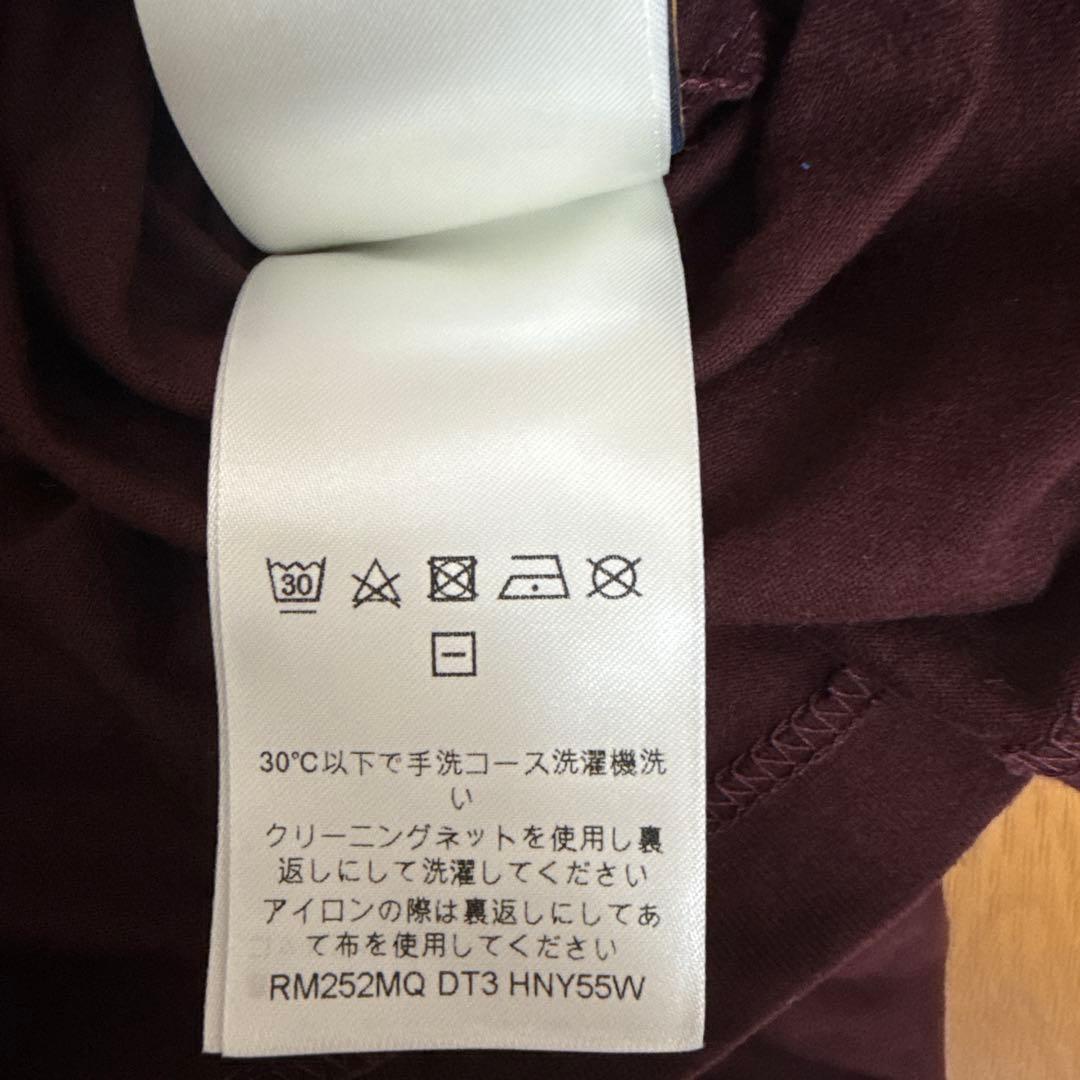 30
30℃以下で手洗コース洗濯機洗
い
クリーニングネットを使用し裏
返しにして洗濯してください
アイロンの際は裏返しにしてあ
て布を使用してください
RM252MQ DT3 HNY55W